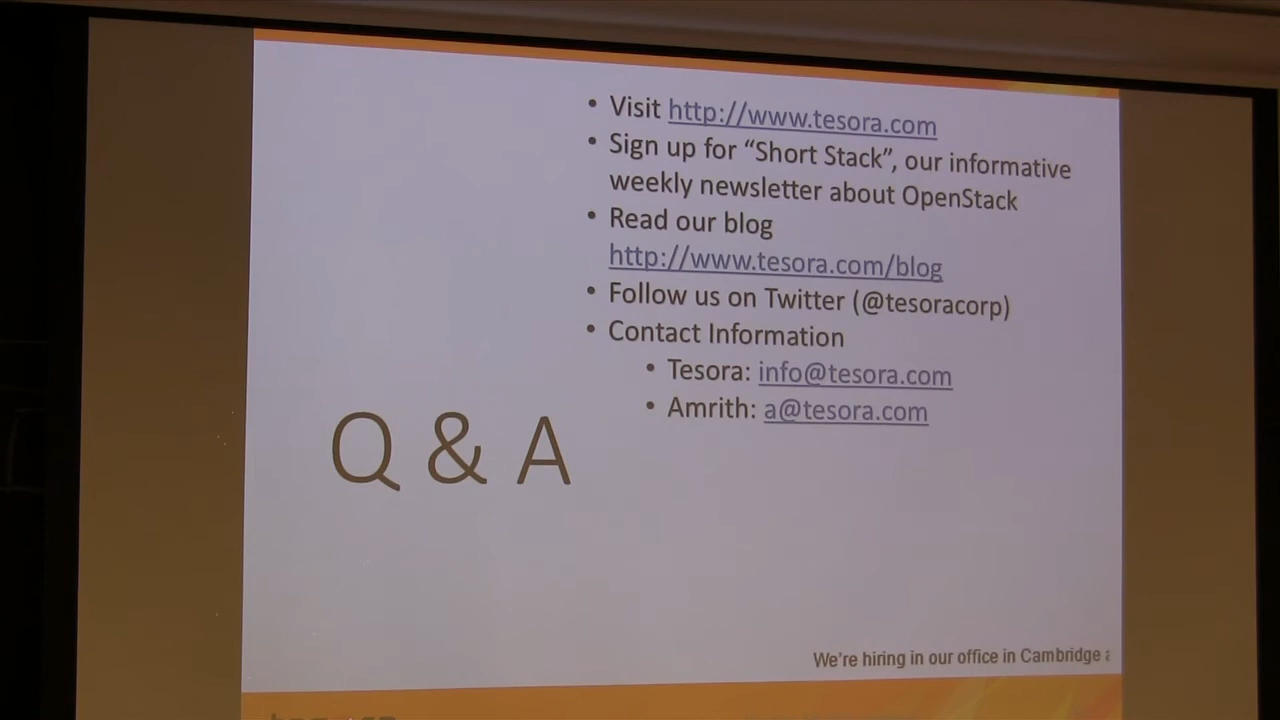 • Visit http://www.tesora.com
• Sign up for “Short Stack”, our informative
weekly newsletter about OpenStack
• Read our blog
http://www.tesora.com/blog
• Follow us on Twitter (@tesoracorp)
• Contact Information
• Tesora: info@tesora.com
• Amrith: a@tesora.com
Q & A
We're hiring in our office in Cambridge